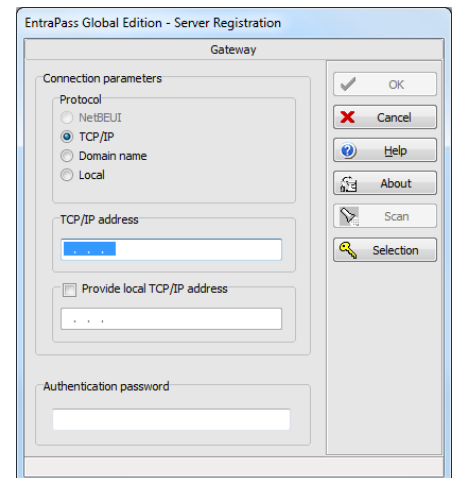 EntraPass Global Edition - Server Registration
Gateway
Connection parameters
Protocol
NetBEUI
TCP/IP
Domain name
Local
TCP/IP address
. . .
Provide local TCP/IP address
. . .
Authentication password
OK
Cancel
Help
About
Scan
Selection